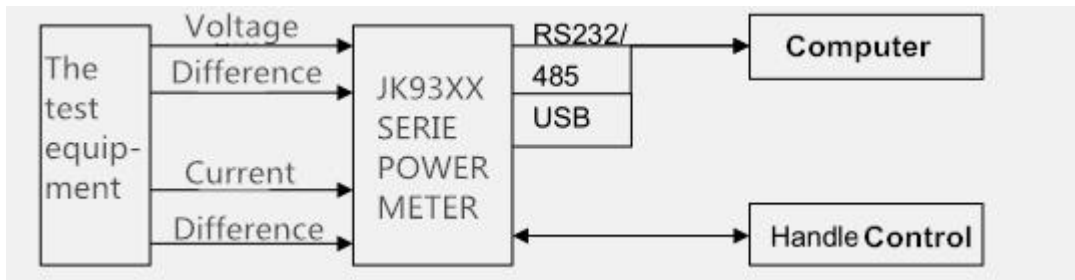 The
test
equip-
ment
Voltage
Difference
Current
Difference
JK93XX
SERIE
POWER
METER
RS232/
485
USB
Computer
Handle Control